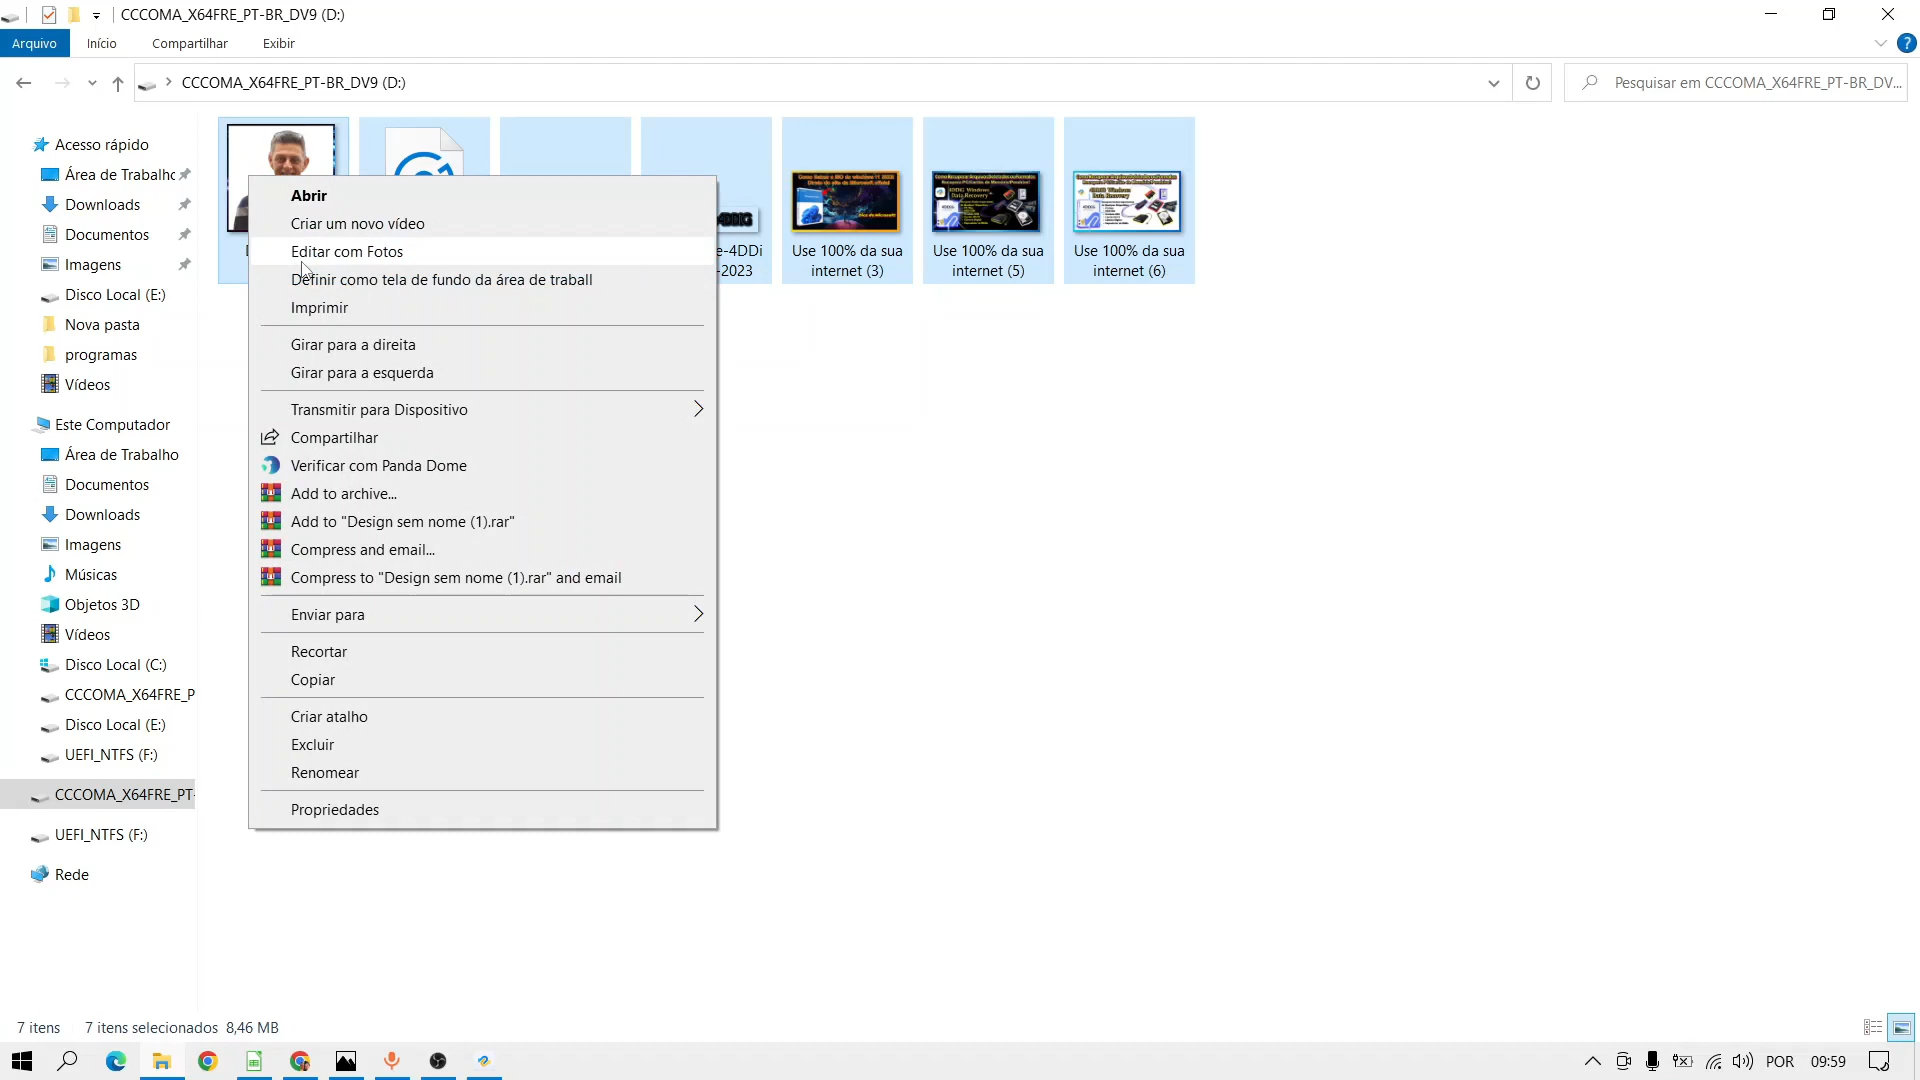 CCCOMA_X64FRE_PT-BR_DV9 (D:)
Arquivo
Início
Compartilhar
Exibir
CCCOMA_X64FRE_PT-BR_DV9 (D:)
Pesquisar em CCCOMA_X64FRE_PT-BR_DV...
Acesso rápido
Área de Trabalho
Downloads
Documentos
Imagens
Disco Local (E:)
Nova pasta
programas
Vídeos
Este Computador
Área de Trabalho
Documentos
Downloads
Imagens
Músicas
Objetos 3D
Vídeos
Disco Local (C:)
CCCOMA_X64FRE_P
Disco Local (E:)
UEFI_NTFS (F:)
CCCOMA_X64FRE_PT-
UEFI_NTFS (F:)
Rede
4DDIG
e-4DDi
-2023
Use 100% da sua
internet (3)
Use 100% da sua
internet (5)
Use 100% da sua
internet (6)
Abrir
Criar um novo vídeo
Editar com Fotos
Definir como tela de fundo da área de traball
Imprimir
Girar para a direita
Girar para a esquerda
Transmitir para Dispositivo
Compartilhar
Verificar com Panda Dome
Add to archive...
Add to "Design sem nome (1).rar"
Compress and email...
Compress to "Design sem nome (1).rar" and email
Enviar para
Recortar
Copiar
Criar atalho
Excluir
Renomear
Propriedades
7 itens
7 itens selecionados 8,46 MB
POR
09:59